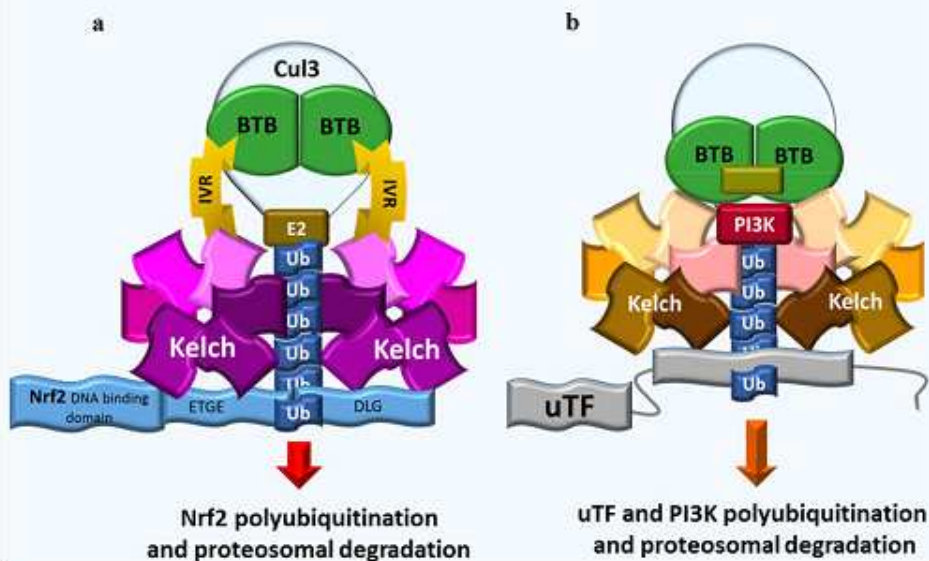 a
Cul3
BTB BTB
IVR IVR
E2
Ub
Ub
Ub
Kelch Kelch
Ub
Ub
Nrf2 DNA binding
domain
ETGE
Ub
DLG
Nrf2 polyubiquitination
and proteosomal degradation
b
BTB BTB
PI3K
Ub
Ub
Kelch Kelch
Ub
Ub
Ub
uTF
uTF and PI3K polyubiquitination
and proteosomal degradation